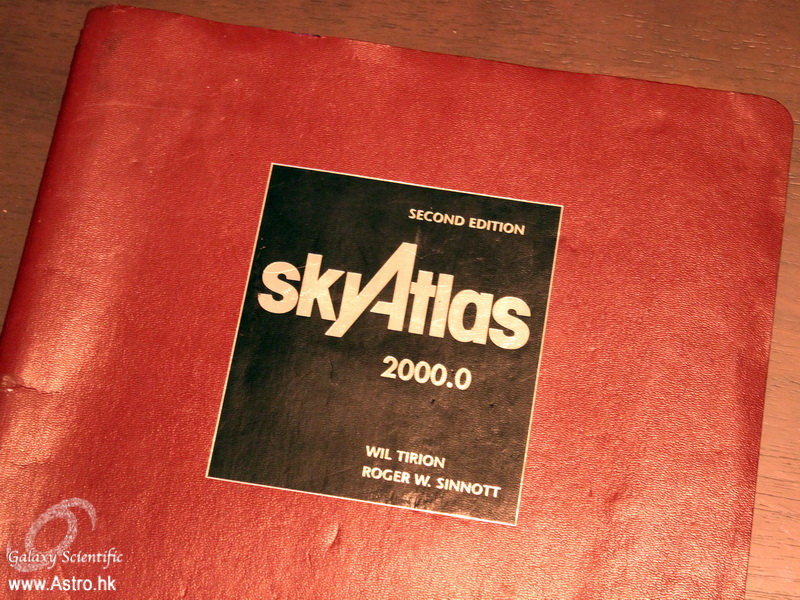 SECOND EDITION
skyAtlas
2000.0
WIL TIRION
ROGER W. SINNOTT
Galaxy Scientific
www.Astro.hk